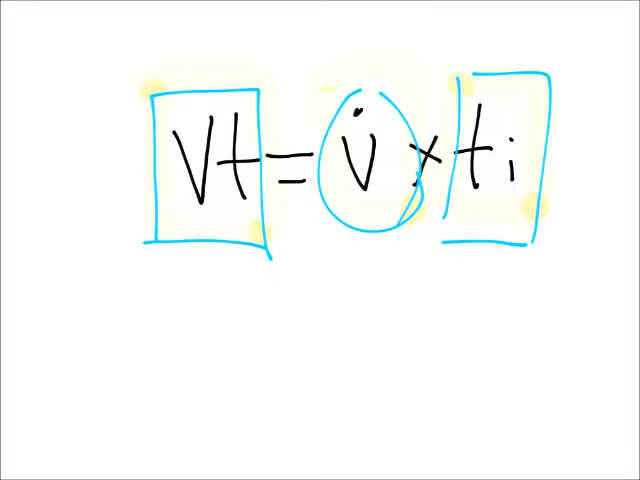 Vt = V̇ × ti